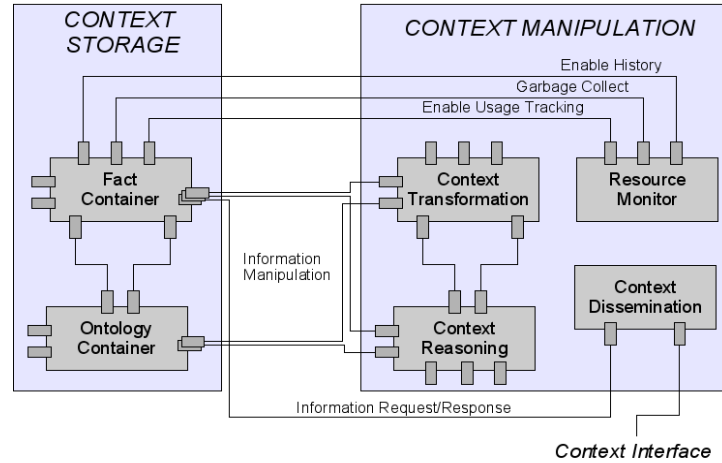 CONTEXT
STORAGE
CONTEXT MANIPULATION
Enable History
Garbage Collect
Enable Usage Tracking
Fact
Container
Context
Transformation
Resource
Monitor
Information
Manipulation
Ontology
Container
Context
Reasoning
Context
Dissemination
Information Request/Response
Context Interface